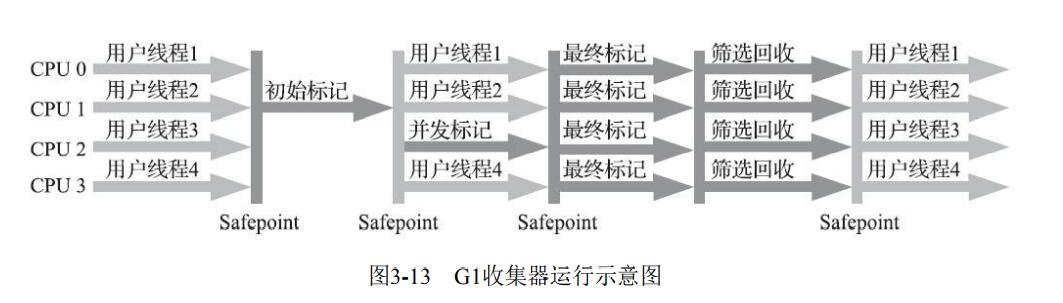 用户线程1 用户线程1 最终标记 筛选回收 用户线程1
CPU 0
用户线程2 初始标记 用户线程2 最终标记 筛选回收 用户线程2
CPU 1
用户线程3 并发标记 最终标记 筛选回收 用户线程3
CPU 2
用户线程4 用户线程4 最终标记 筛选回收 用户线程4
CPU 3
Safepoint Safepoint Safepoint Safepoint
图3-13 G1收集器运行示意图